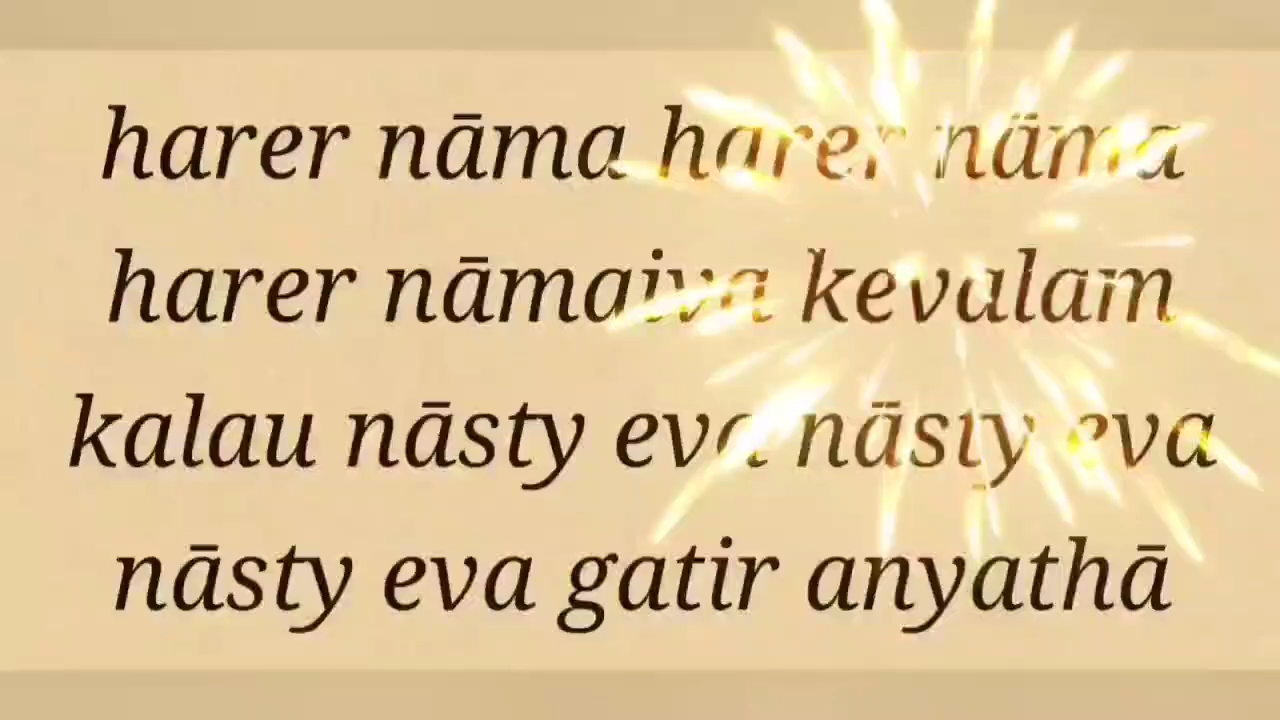 harer nāma harer nāma
harer nāmaiva kevalam
kalau nāsty eva nāsty eva
nāsty eva gatir anyathā